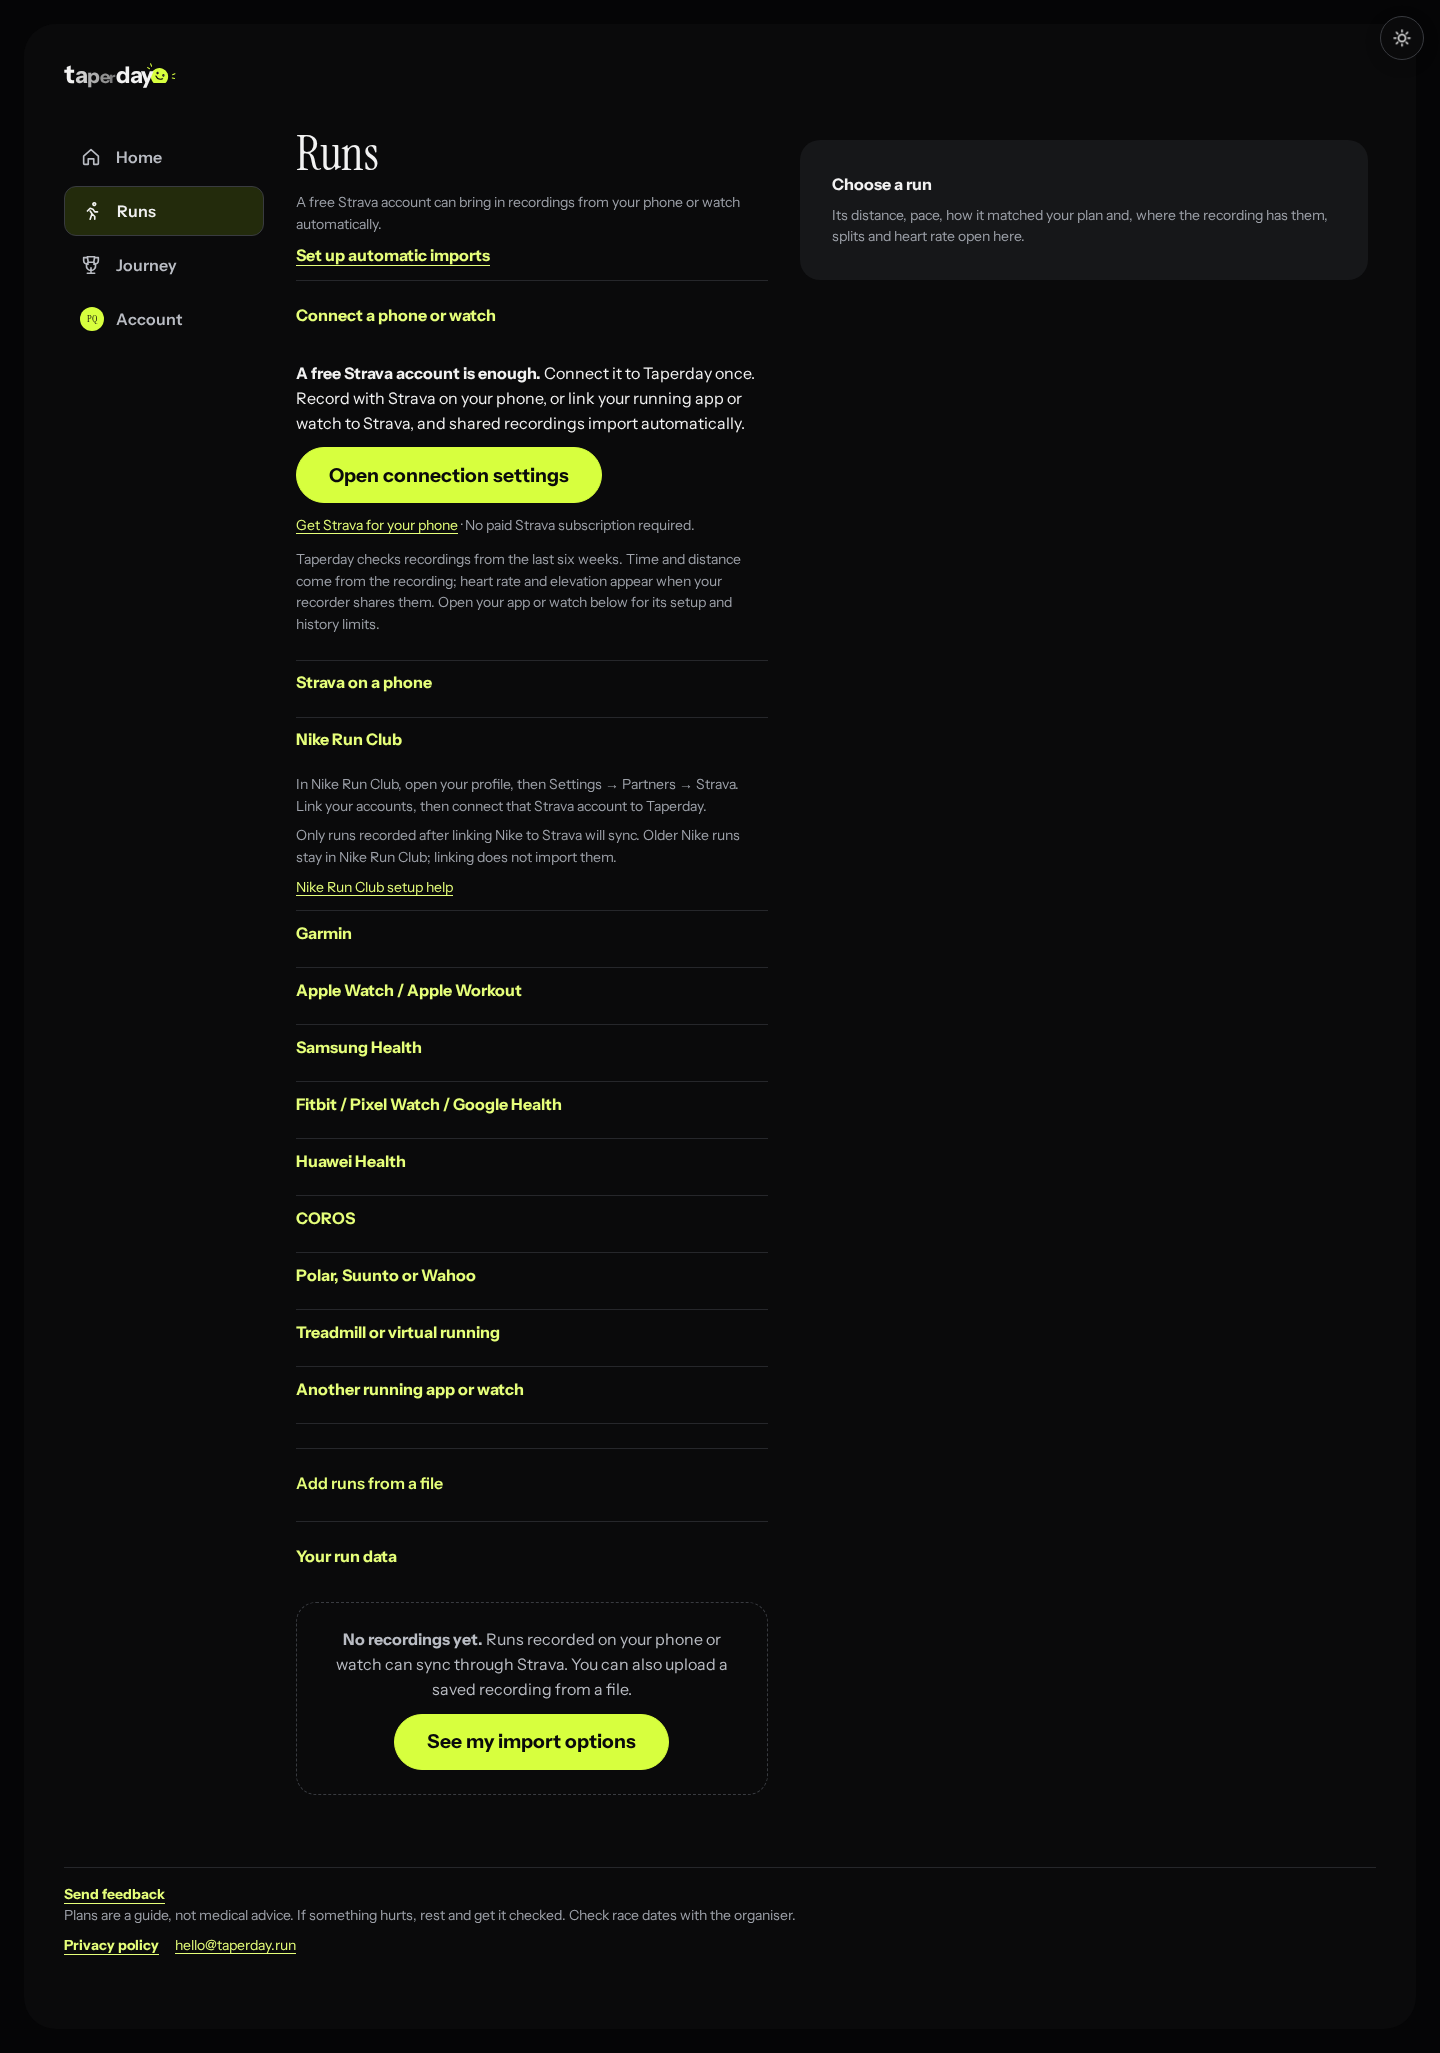 taperday
Home
Runs
Journey
PQ
Account
Runs
A free Strava account can bring in recordings from your phone or watch
automatically.
Set up automatic imports
Connect a phone or watch
A free Strava account is enough. Connect it to Taperday once.
Record with Strava on your phone, or link your running app or
watch to Strava, and shared recordings import automatically.
Open connection settings
Get Strava for your phone · No paid Strava subscription required.
Taperday checks recordings from the last six weeks. Time and distance
come from the recording; heart rate and elevation appear when your
recorder shares them. Open your app or watch below for its setup and
history limits.
Strava on a phone
Nike Run Club
In Nike Run Club, open your profile, then Settings → Partners → Strava.
Link your accounts, then connect that Strava account to Taperday.
Only runs recorded after linking Nike to Strava will sync. Older Nike runs
stay in Nike Run Club; linking does not import them.
Nike Run Club setup help
Garmin
Apple Watch / Apple Workout
Samsung Health
Fitbit / Pixel Watch / Google Health
Huawei Health
COROS
Polar, Suunto or Wahoo
Treadmill or virtual running
Another running app or watch
Add runs from a file
Your run data
No recordings yet. Runs recorded on your phone or
watch can sync through Strava. You can also upload a
saved recording from a file.
See my import options
Choose a run
Its distance, pace, how it matched your plan and, where the recording has them,
splits and heart rate open here.
Send feedback
Plans are a guide, not medical advice. If something hurts, rest and get it checked. Check race dates with the organiser.
Privacy policy hello@taperday.run